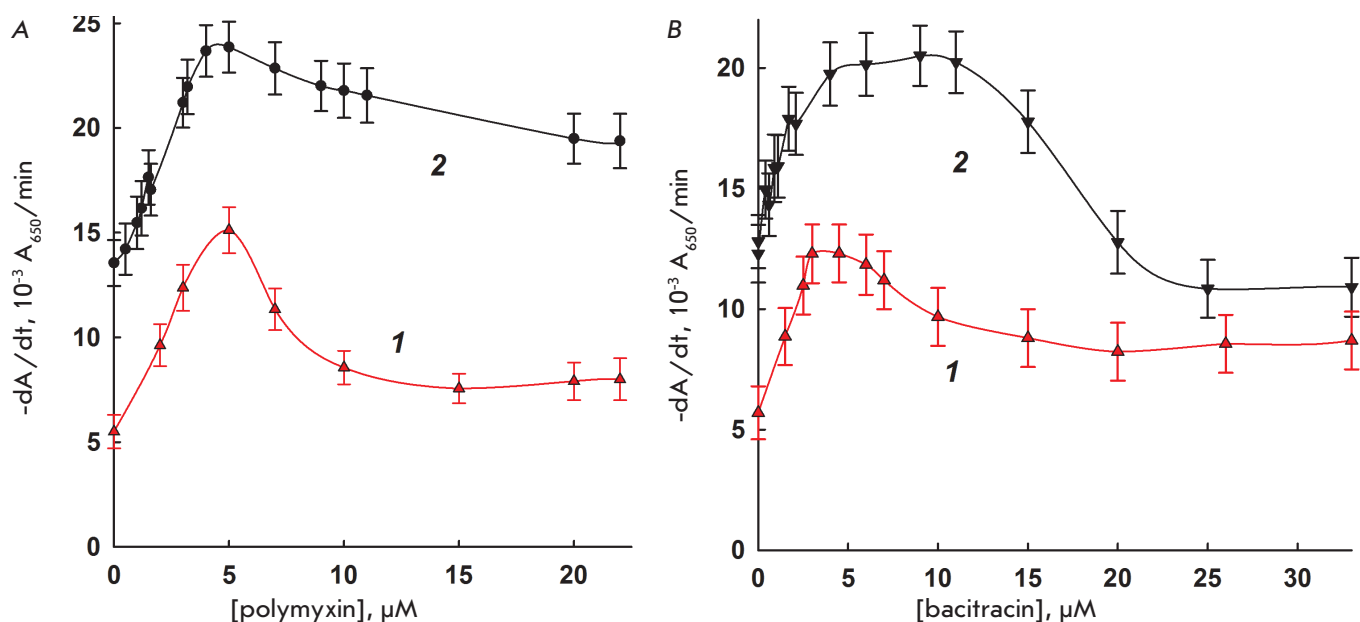 A
-dA/dt, 10⁻³ A₆₅₀/min
25
20
15
10
5
0
2
1
0 5 10 15 20
[polymyxin], µM
B
-dA/dt, 10⁻³ A₆₅₀/min
20
15
10
5
0
2
1
0 5 10 15 20 25 30
[bacitracin], µM